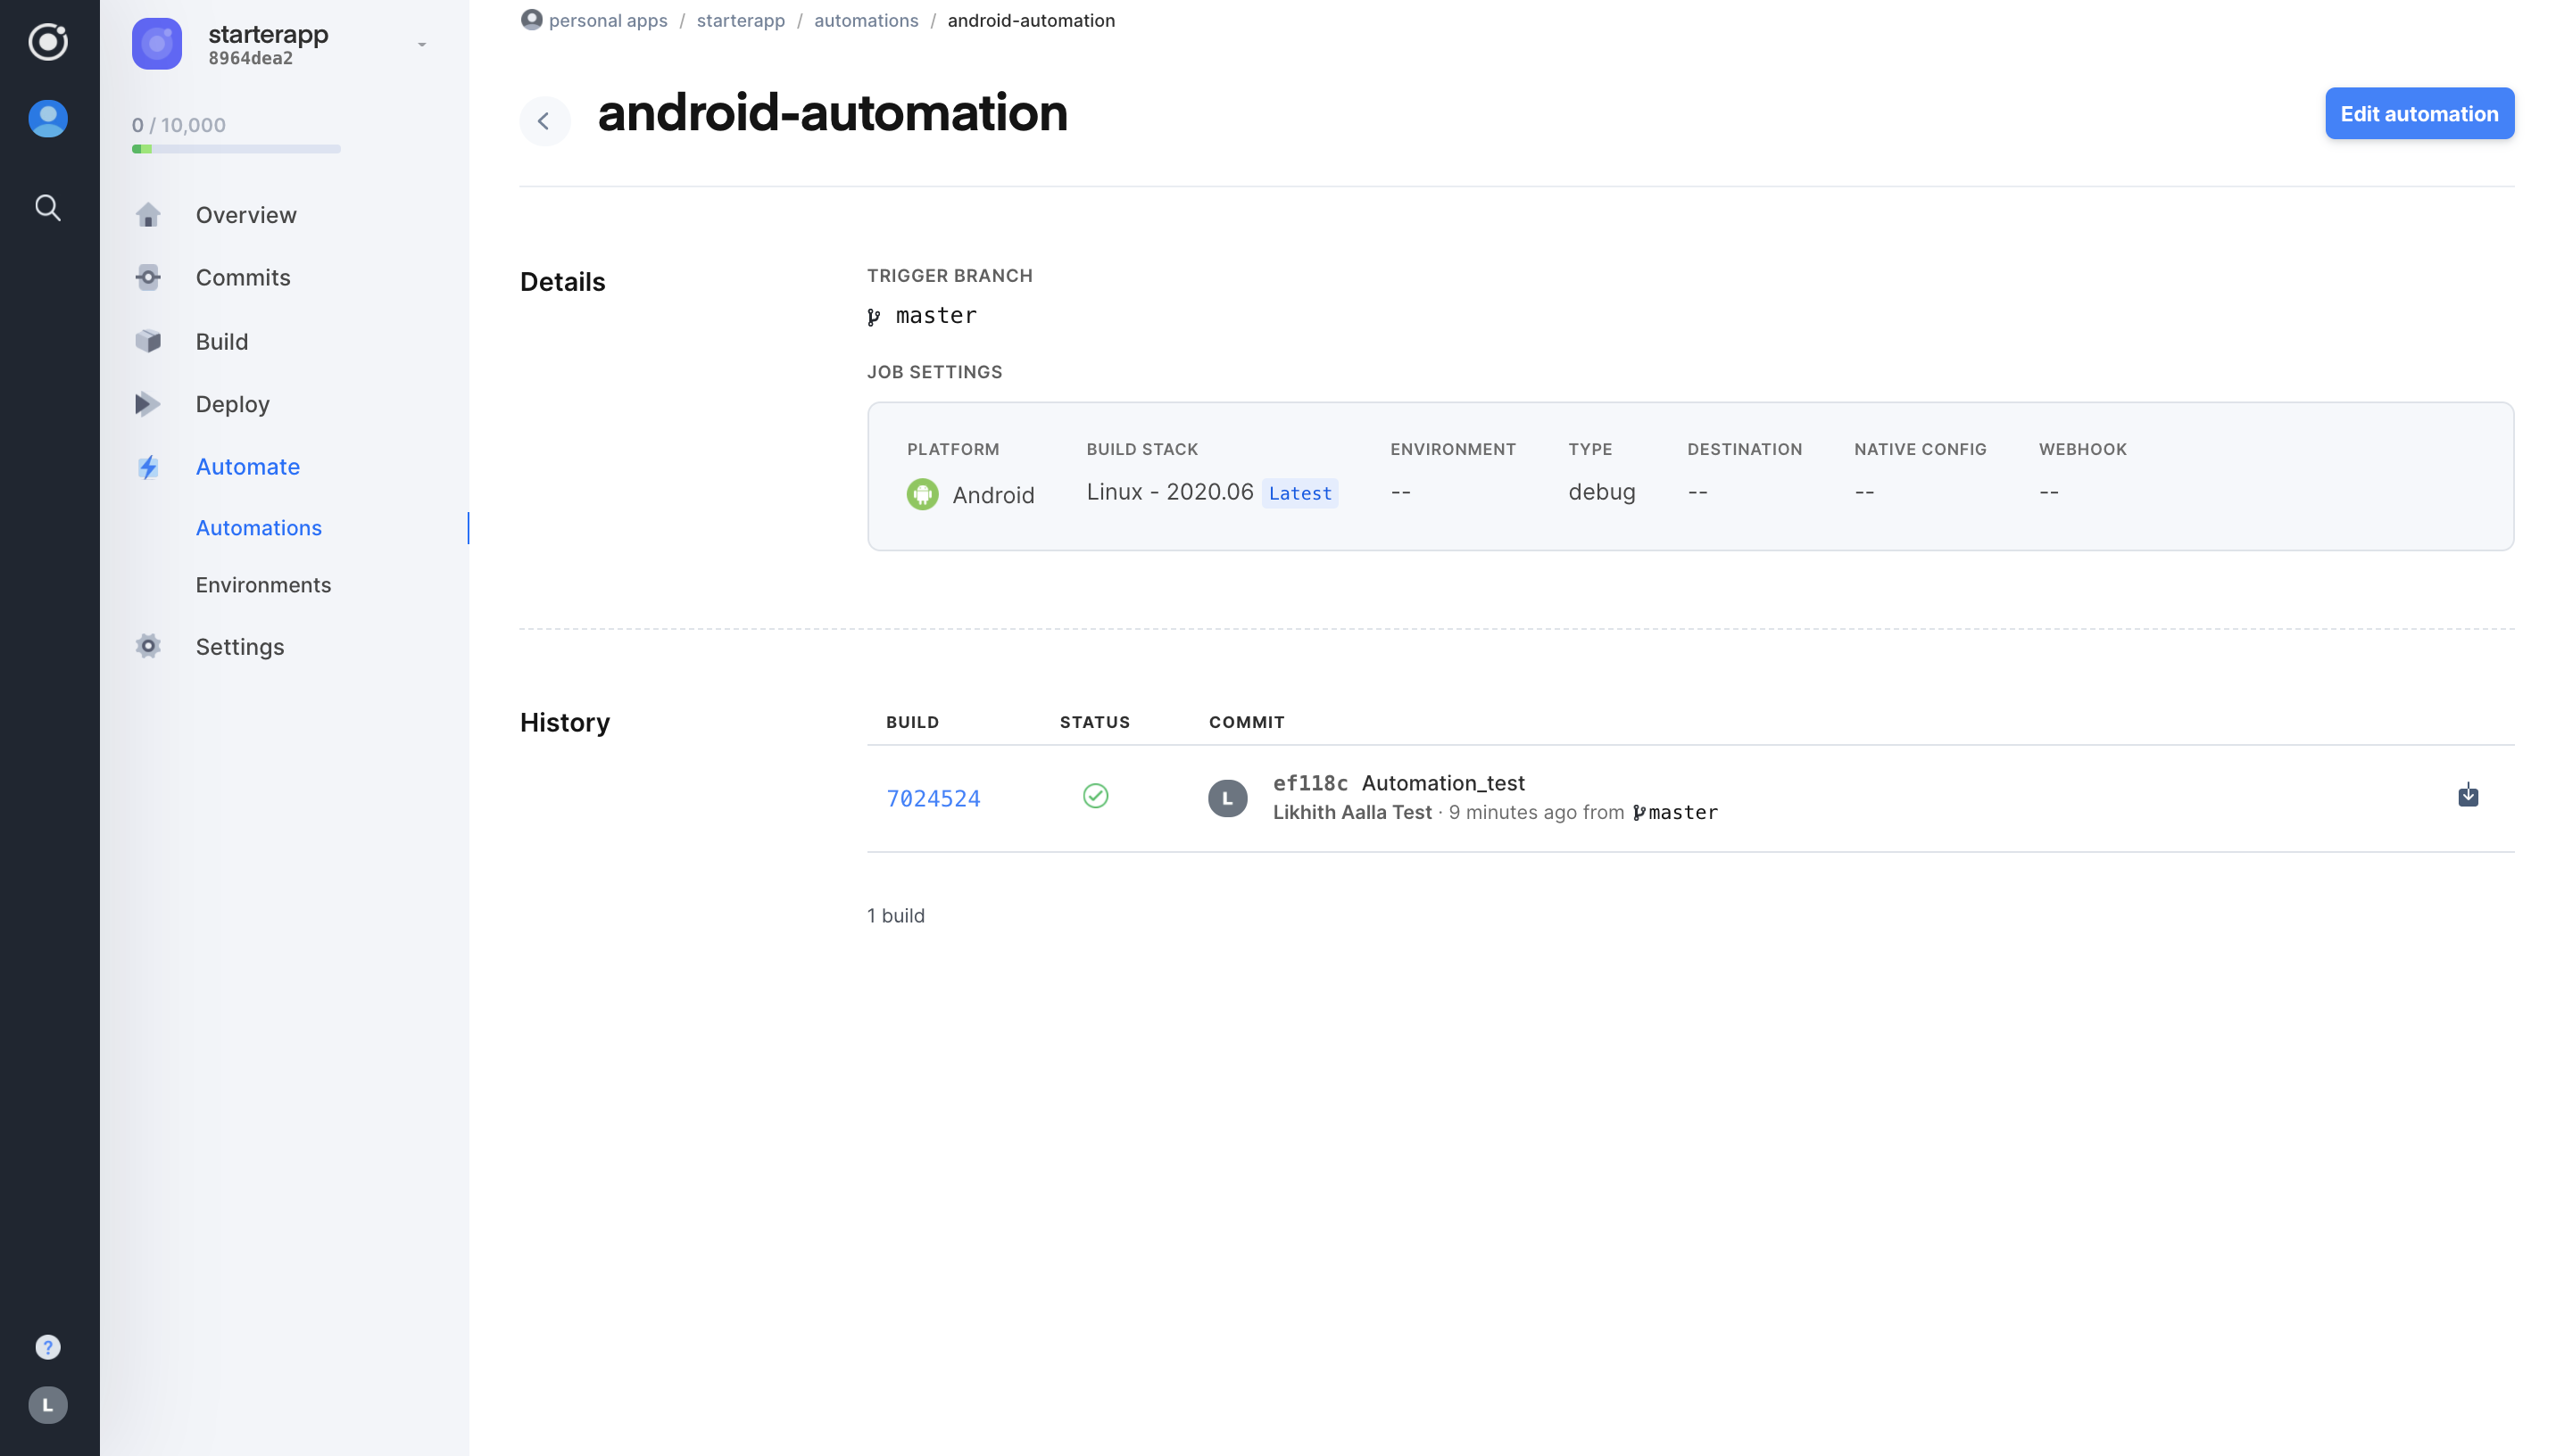 personal apps / starterapp / automations / android-automation
starterapp
8964dea2
0 / 10,000
Overview
Commits
Build
Deploy
Automate
Automations
Environments
Settings
?
L
android-automation
Edit automation
Details
TRIGGER BRANCH
master
JOB SETTINGS
PLATFORM BUILD STACK ENVIRONMENT TYPE DESTINATION NATIVE CONFIG WEBHOOK
Android Linux - 2020.06 Latest -- debug -- -- --
History
BUILD STATUS COMMIT
7024524 L ef118c Automation_test
Likhith Aalla Test · 9 minutes ago from master
1 build